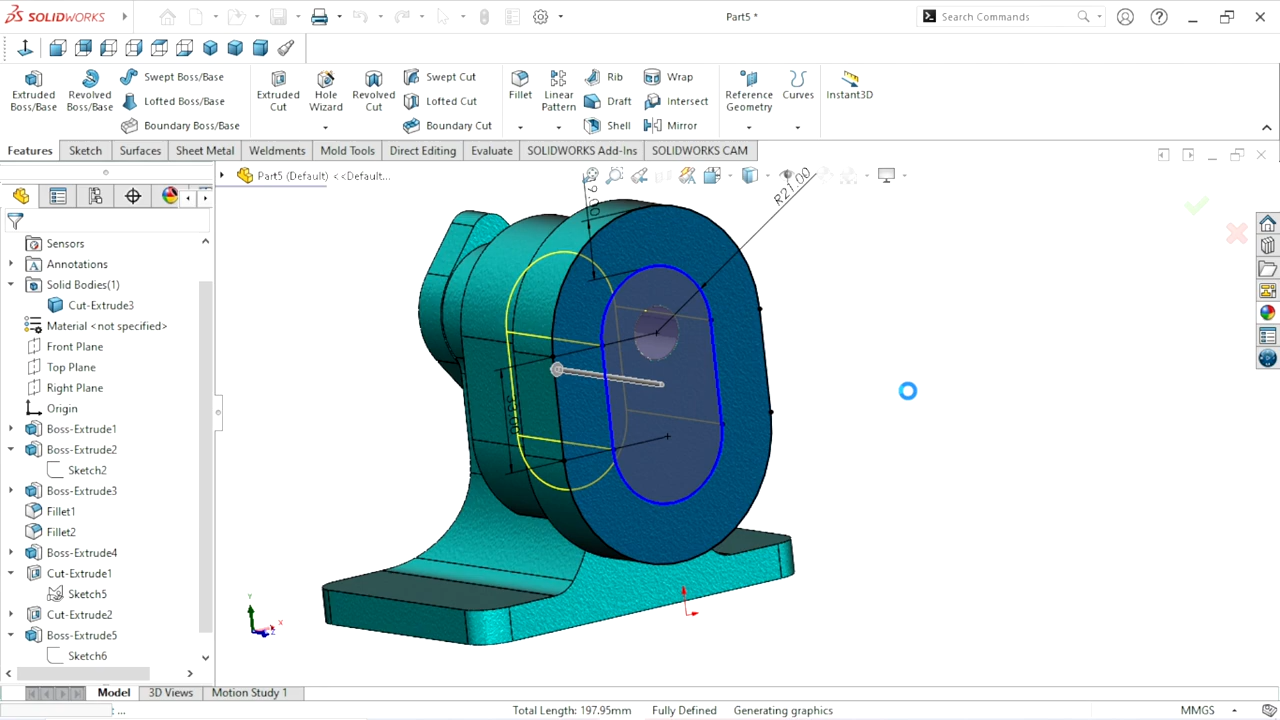 SOLIDWORKS
Part5 *
Search Commands
Extruded Boss/Base
Revolved Boss/Base
Swept Boss/Base
Lofted Boss/Base
Boundary Boss/Base
Extruded Cut
Hole Wizard
Revolved Cut
Swept Cut
Lofted Cut
Boundary Cut
Fillet
Linear Pattern
Rib
Draft
Shell
Wrap
Intersect
Mirror
Reference Geometry
Curves
Instant3D
Features
Sketch
Surfaces
Sheet Metal
Weldments
Mold Tools
Direct Editing
Evaluate
SOLIDWORKS Add-Ins
SOLIDWORKS CAM
Part5 (Default) <<Default...
R21.00
Sensors
Annotations
Solid Bodies(1)
Cut-Extrude3
Material <not specified>
Front Plane
Top Plane
Right Plane
Origin
Boss-Extrude1
Boss-Extrude2
Sketch2
Boss-Extrude3
Fillet1
Fillet2
Boss-Extrude4
Cut-Extrude1
Sketch5
Cut-Extrude2
Boss-Extrude5
Sketch6
Y
X
Z
Model
3D Views
Motion Study 1
Total Length: 197.95mm
Fully Defined
Generating graphics
MMGS